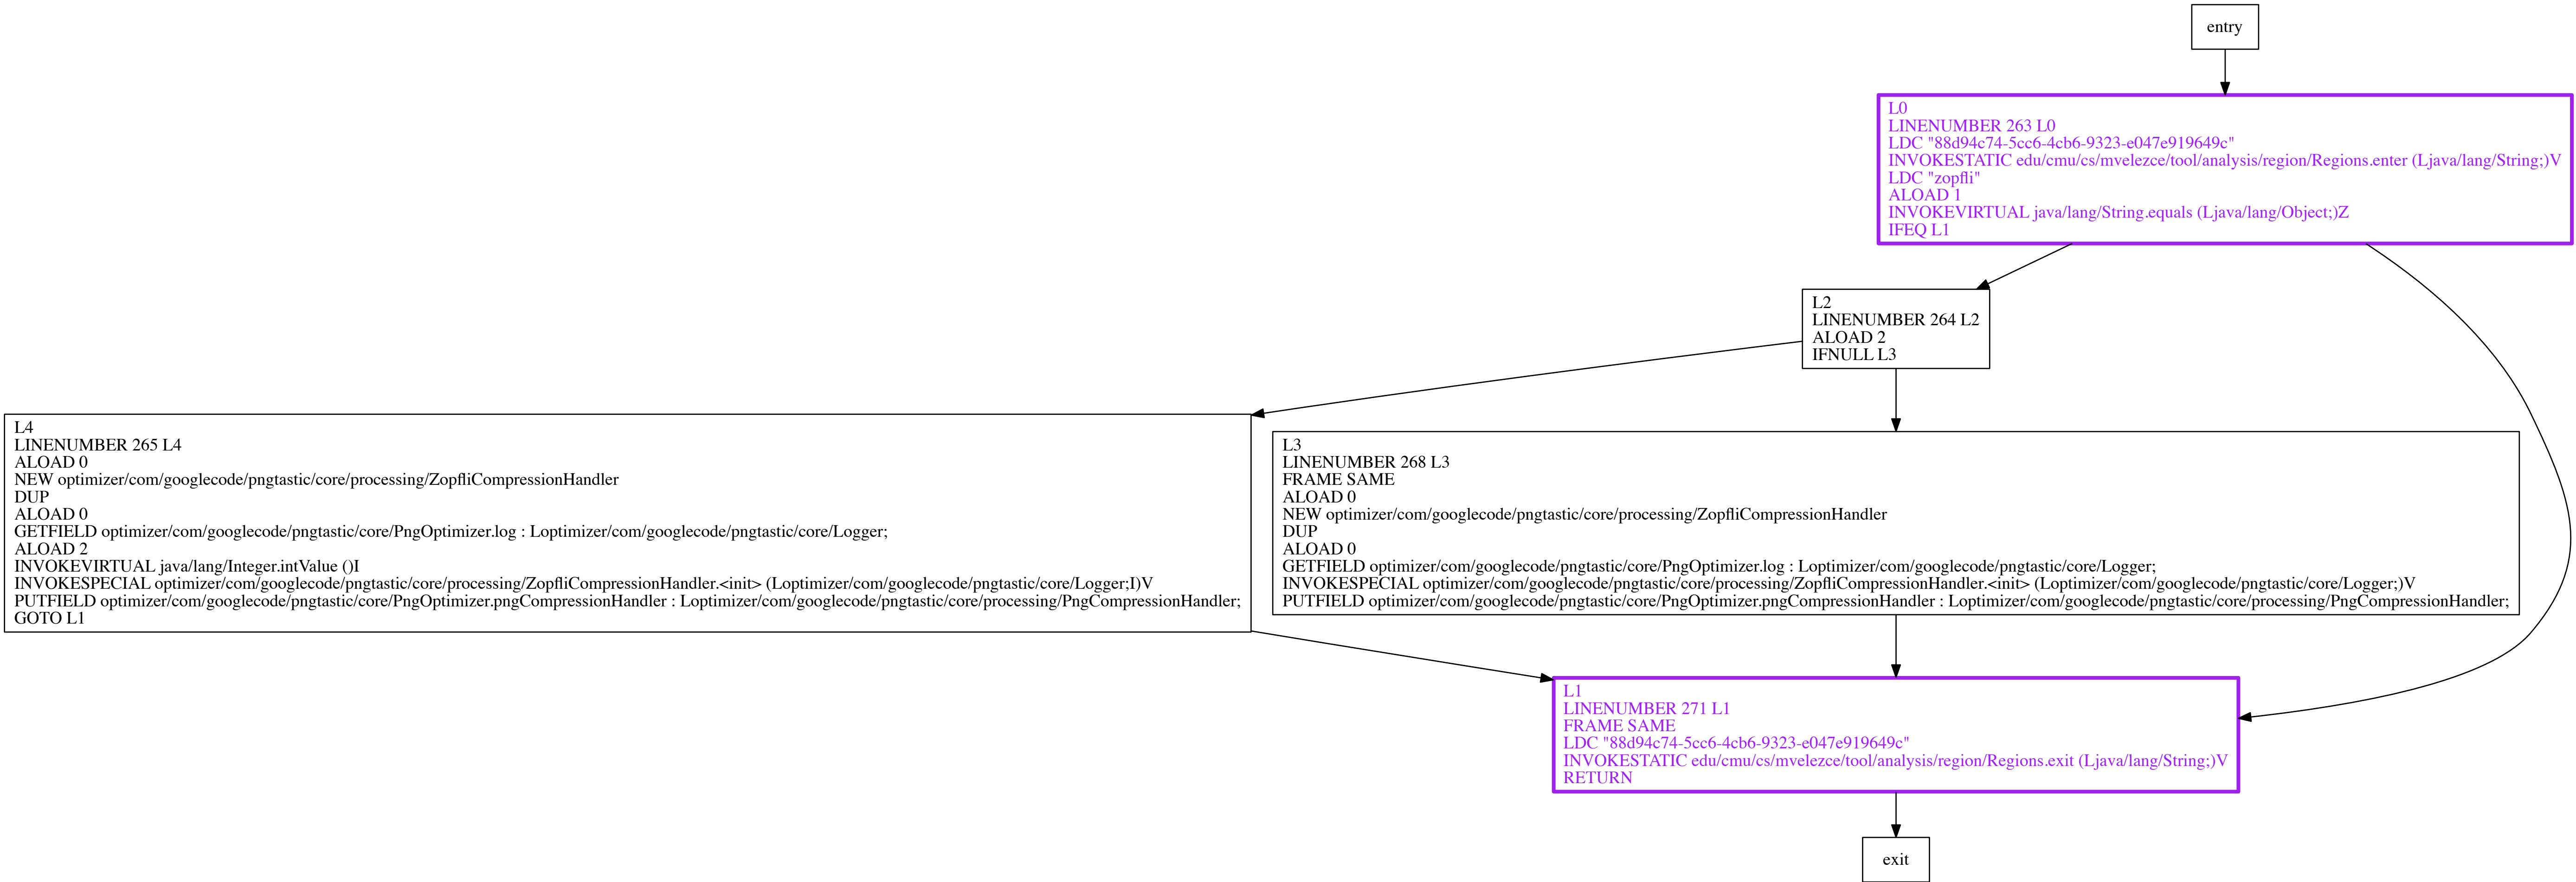 entry
L0
LINENUMBER 263 L0
LDC "88d94c74-5cc6-4cb6-9323-e047e919649c"
INVOKESTATIC edu/cmu/cs/mvelezce/tool/analysis/region/Regions.enter (Ljava/lang/String;)V
LDC "zopfli"
ALOAD 1
INVOKEVIRTUAL java/lang/String.equals (Ljava/lang/Object;)Z
IFEQ L1
L2
LINENUMBER 264 L2
ALOAD 2
IFNULL L3
L4
LINENUMBER 265 L4
ALOAD 0
NEW optimizer/com/googlecode/pngtastic/core/processing/ZopfliCompressionHandler
DUP
ALOAD 0
GETFIELD optimizer/com/googlecode/pngtastic/core/PngOptimizer.log : Loptimizer/com/googlecode/pngtastic/core/Logger;
ALOAD 2
INVOKEVIRTUAL java/lang/Integer.intValue ()I
INVOKESPECIAL optimizer/com/googlecode/pngtastic/core/processing/ZopfliCompressionHandler.<init> (Loptimizer/com/googlecode/pngtastic/core/Logger;I)V
PUTFIELD optimizer/com/googlecode/pngtastic/core/PngOptimizer.pngCompressionHandler : Loptimizer/com/googlecode/pngtastic/core/processing/PngCompressionHandler;
GOTO L1
L3
LINENUMBER 268 L3
FRAME SAME
ALOAD 0
NEW optimizer/com/googlecode/pngtastic/core/processing/ZopfliCompressionHandler
DUP
ALOAD 0
GETFIELD optimizer/com/googlecode/pngtastic/core/PngOptimizer.log : Loptimizer/com/googlecode/pngtastic/core/Logger;
INVOKESPECIAL optimizer/com/googlecode/pngtastic/core/processing/ZopfliCompressionHandler.<init> (Loptimizer/com/googlecode/pngtastic/core/Logger;)V
PUTFIELD optimizer/com/googlecode/pngtastic/core/PngOptimizer.pngCompressionHandler : Loptimizer/com/googlecode/pngtastic/core/processing/PngCompressionHandler;
L1
LINENUMBER 271 L1
FRAME SAME
LDC "88d94c74-5cc6-4cb6-9323-e047e919649c"
INVOKESTATIC edu/cmu/cs/mvelezce/tool/analysis/region/Regions.exit (Ljava/lang/String;)V
RETURN
exit